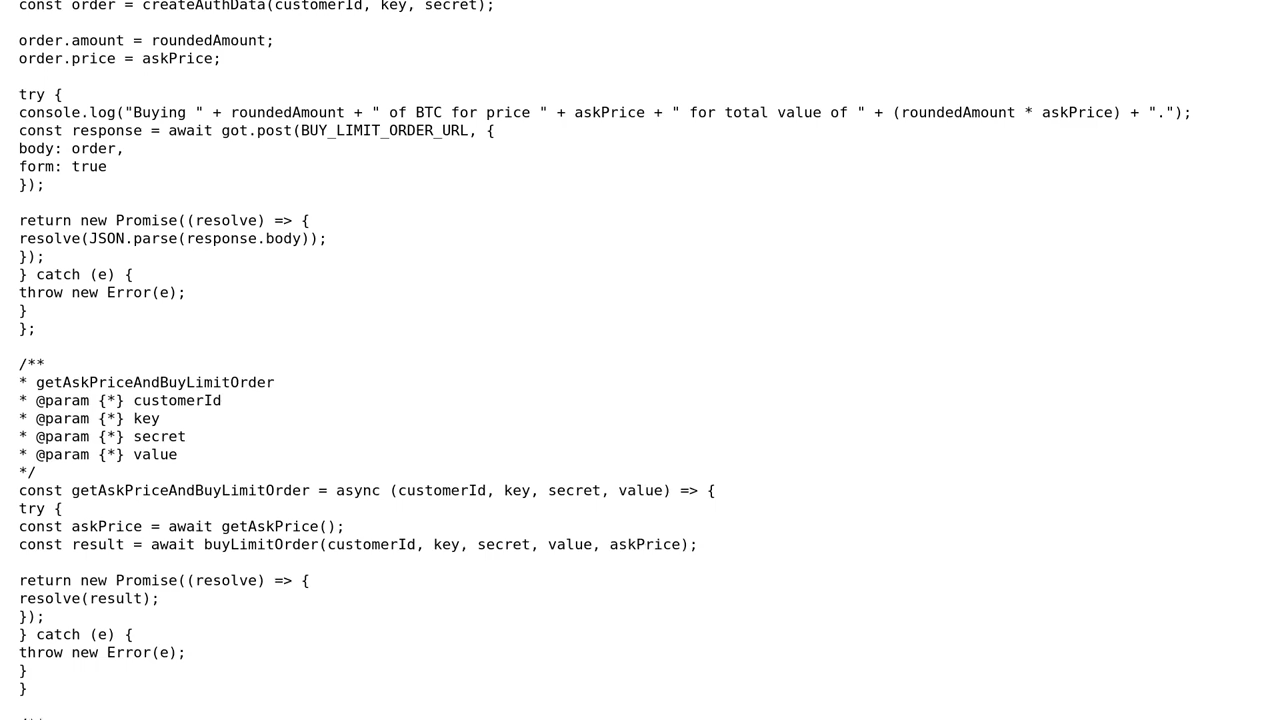 const order = createAuthData(customerId, key, secret);
order.amount = roundedAmount;
order.price = askPrice;
try {
console.log("Buying " + roundedAmount + " of BTC for price " + askPrice + " for total value of " + (roundedAmount * askPrice) + ".");
const response = await got.post(BUY_LIMIT_ORDER_URL, {
body: order,
form: true
});
return new Promise((resolve) => {
resolve(JSON.parse(response.body));
});
} catch (e) {
throw new Error(e);
}
};
/**
* getAskPriceAndBuyLimitOrder
* @param {*} customerId
* @param {*} key
* @param {*} secret
* @param {*} value
*/
const getAskPriceAndBuyLimitOrder = async (customerId, key, secret, value) => {
try {
const askPrice = await getAskPrice();
const result = await buyLimitOrder(customerId, key, secret, value, askPrice);
return new Promise((resolve) => {
resolve(result);
});
} catch (e) {
throw new Error(e);
}
}